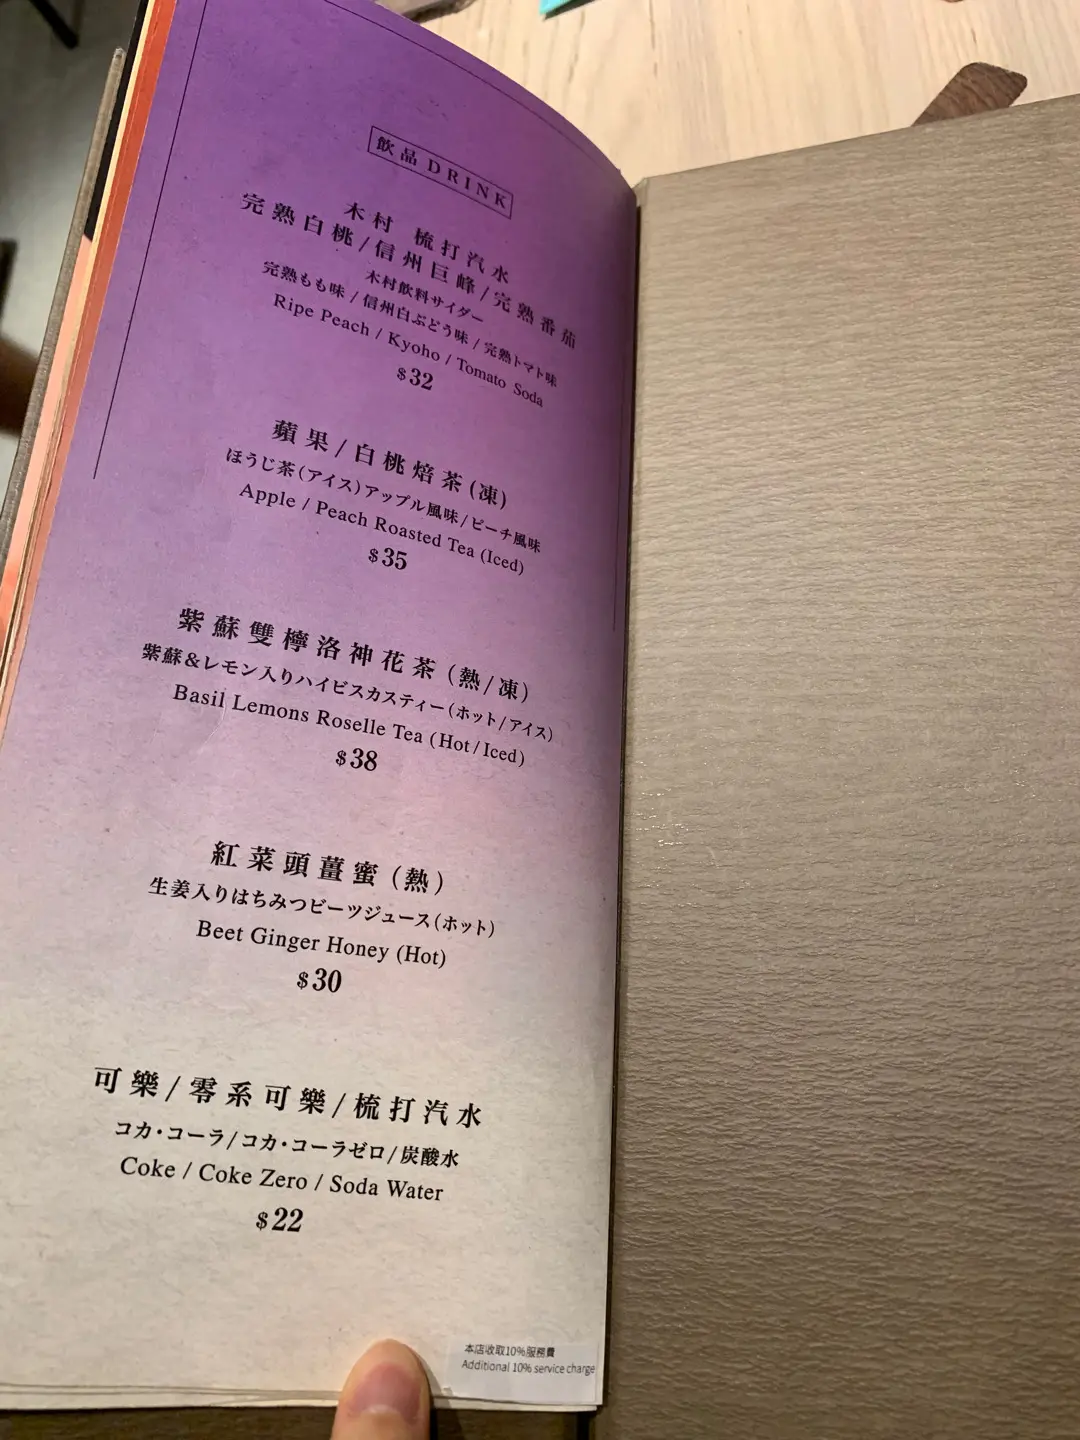 飲品 DRINK
木村 梳打汽水
完熟白桃/信州巨峰/完熟番茄
木村飲料サイダー
完熟もも味/信州白ぶどう味/完熟トマト味
Ripe Peach / Kyoho / Tomato Soda
$32
蘋果/白桃焙茶(凍)
ほうじ茶(アイス)アップル風味/ピーチ風味
Apple / Peach Roasted Tea (Iced)
$35
紫蘇雙檸洛神花茶(熱/凍)
紫蘇&レモン入りハイビスカスティー(ホット/アイス)
Basil Lemons Roselle Tea (Hot/Iced)
$38
紅菜頭薑蜜(熱)
生姜入りはちみつビーツジュース(ホット)
Beet Ginger Honey (Hot)
$30
可樂/零系可樂/梳打汽水
コカ・コーラ/コカ・コーラゼロ/炭酸水
Coke / Coke Zero / Soda Water
$22
本店收取10%服務費
Additional 10% service charge